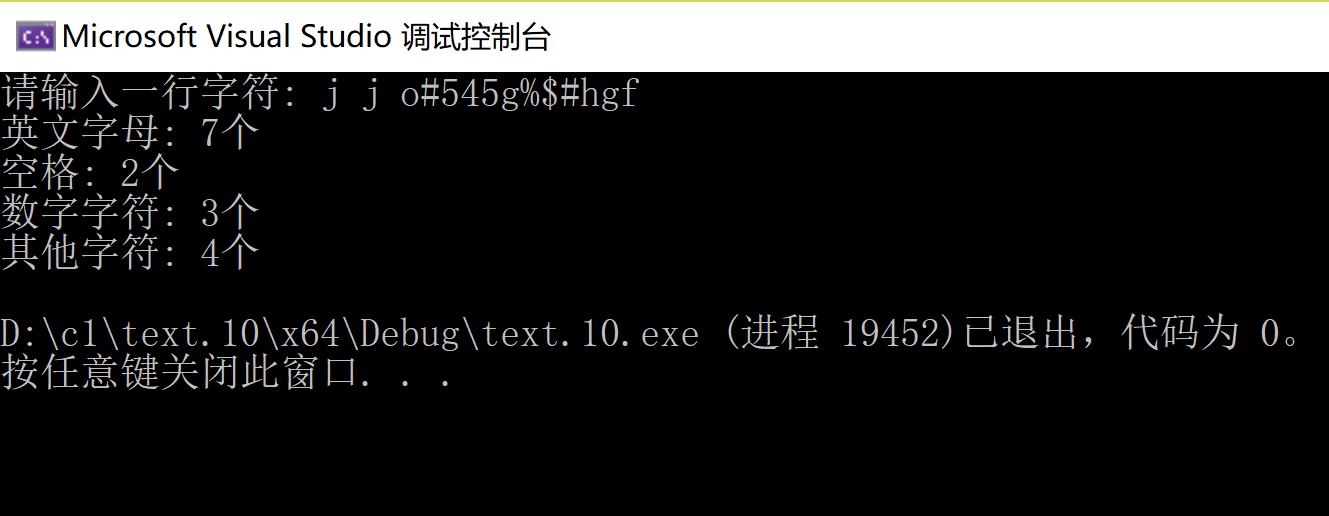 Microsoft Visual Studio 调试控制台
请输入一行字符: j j o#545g%$#hgf
英文字母: 7个
空格: 2个
数字字符: 3个
其他字符: 4个
D:\c1\text.10\x64\Debug\text.10.exe (进程 19452)已退出，代码为 0。
按任意键关闭此窗口. . .